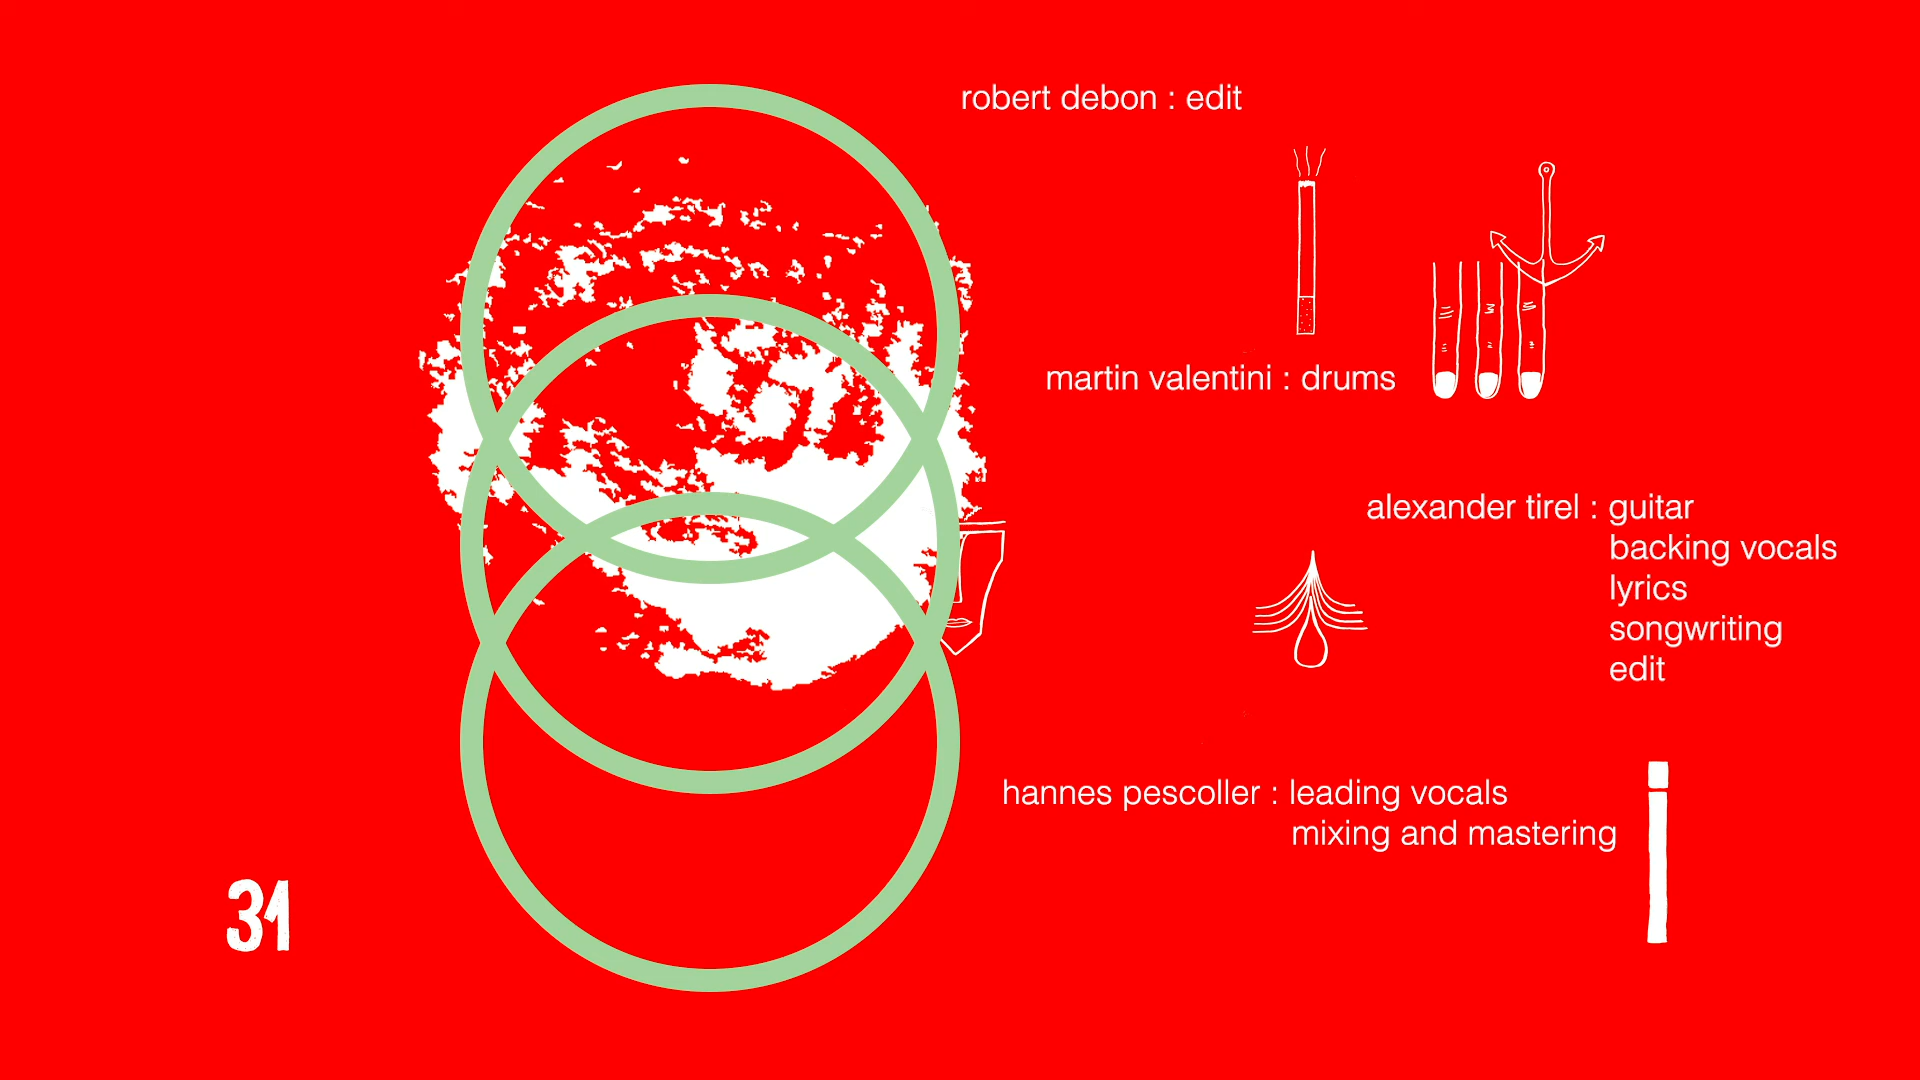 robert debon : edit
martin valentini : drums
alexander tirel : guitar
backing vocals
lyrics
songwriting
edit
hannes pescoller : leading vocals
mixing and mastering
31